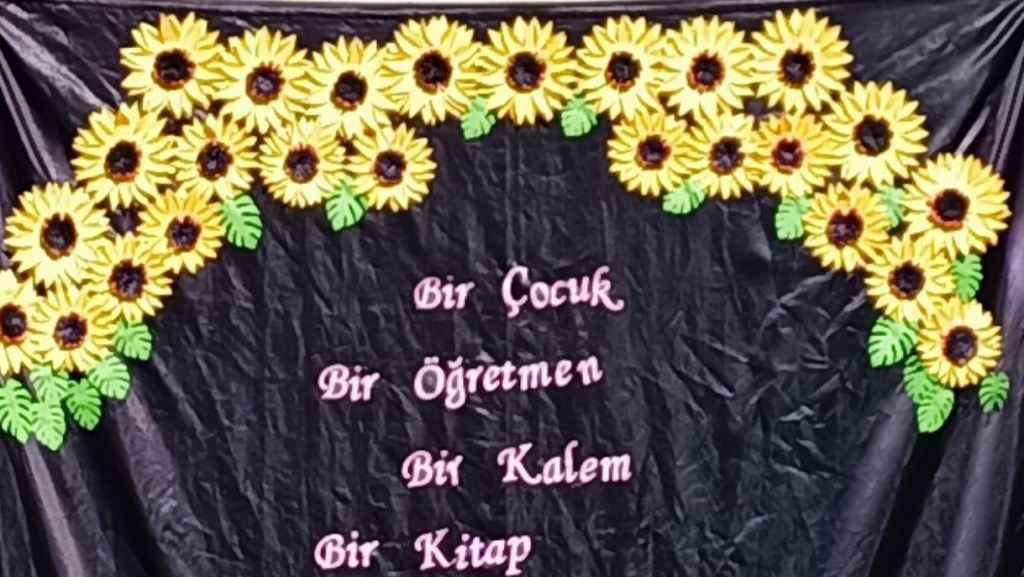 Bir Çocuk
Bir Öğretmen
Bir Kalem
Bir Kitap